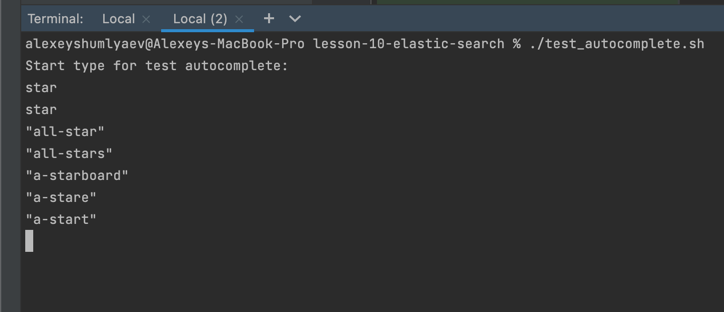 Terminal: Local × Local (2) × +
alexeyshumlyaev@Alexeys-MacBook-Pro lesson-10-elastic-search % ./test_autocomplete.sh
Start type for test autocomplete:
star
star
"all-star"
"all-stars"
"a-starboard"
"a-stare"
"a-start"